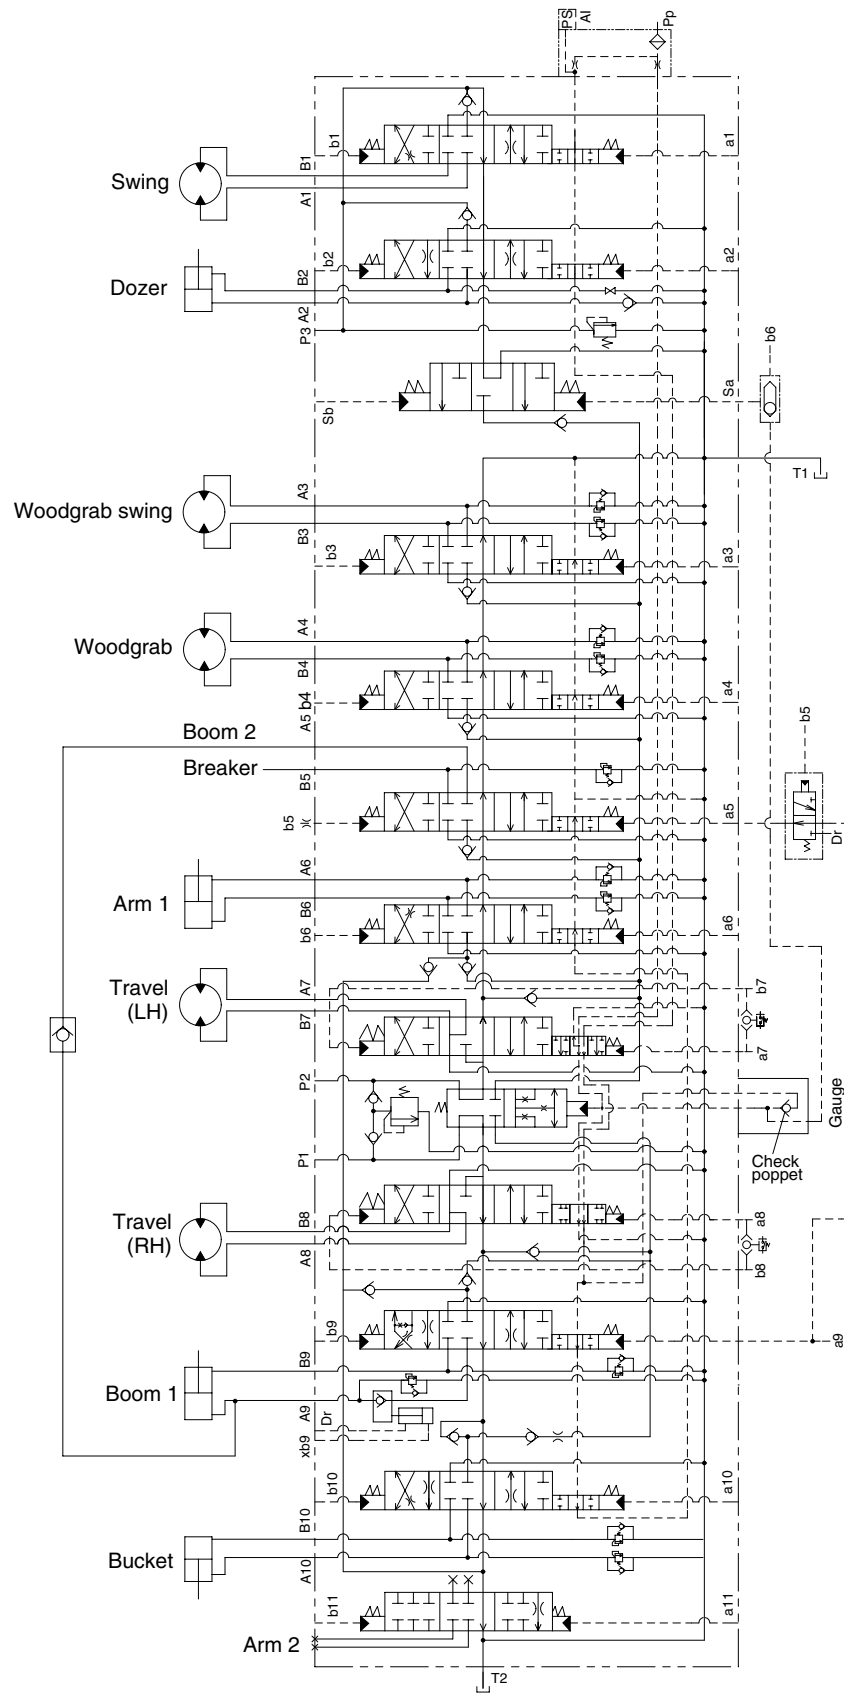 PS
AI
Pp
b1
a1
Swing
B1
A1
b2
a2
Dozer
B2
A2
P3
b6
Sb
Sa
T1
Woodgrab swing
A3
B3
b3
a3
Woodgrab
A4
B4
b4
a4
A5
Boom 2
b5
Breaker
B5
b5
a5
Dr
Arm 1
A6
B6
b6
a6
Travel
(LH)
A7
B7
b7
a7
P2
Gauge
Check
poppet
P1
Travel
(RH)
B8
A8
a8
b8
b9
a9
Boom 1
B9
A9
Dr
xb9
b10
a10
Bucket
B10
A10
b11
a11
Arm 2
T2